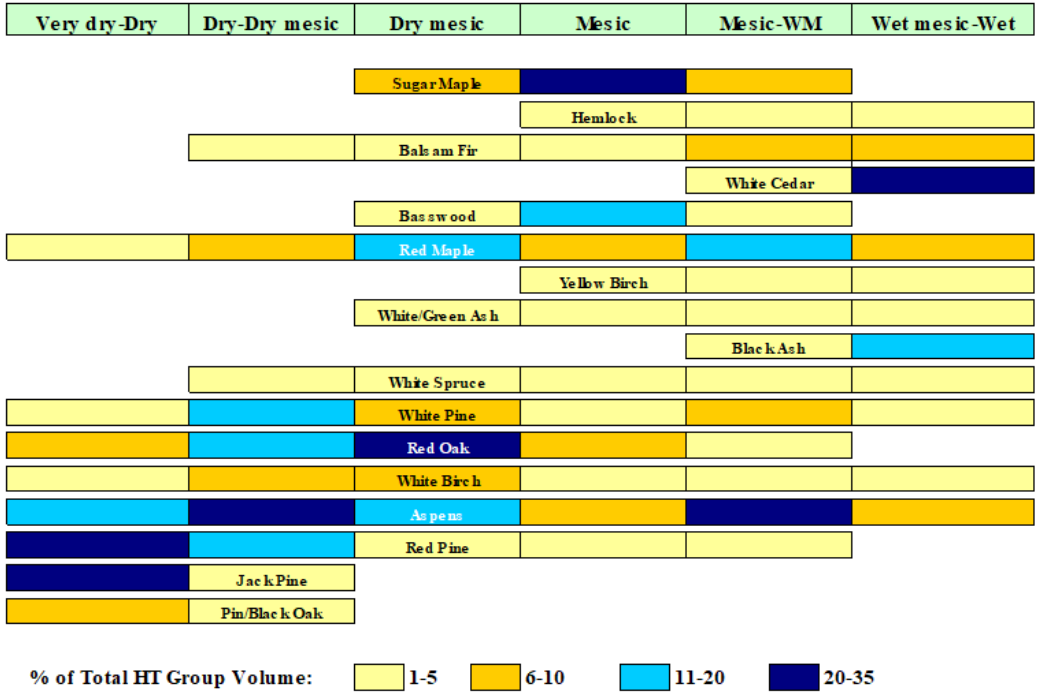 Very dry-Dry Dry-Dry mesic Dry mesic Mesic Mesic-WM Wet mesic-Wet
Sugar Maple
Hemlock
Balsam Fir
White Cedar
Basswood
Red Maple
Yellow Birch
White/Green Ash
Black Ash
White Spruce
White Pine
Red Oak
White Birch
Aspens
Red Pine
Jack Pine
Pin/Black Oak
% of Total HT Group Volume: 1-5 6-10 11-20 20-35